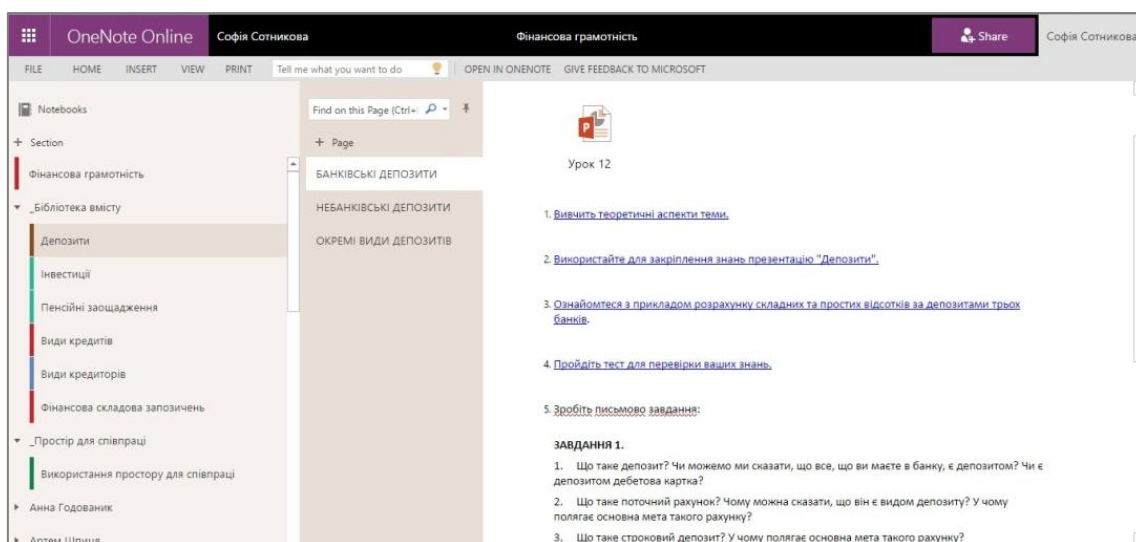 OneNote Online
Софія Сотникова
Фінансова грамотність
Share
Софія Сотникова
FILE HOME INSERT VIEW PRINT Tell me what you want to do OPEN IN ONENOTE GIVE FEEDBACK TO MICROSOFT
Notebooks
+ Section
Фінансова грамотність
_Бібліотека вмісту
Депозити
Інвестиції
Пенсійні заощадження
Види кредитів
Види кредиторів
Фінансова складова запозичень
_Простір для співпраці
Використання простору для співпраці
Анна Годованик
Артем Шпиця
Find on this Page (Ctrl+
+ Page
БАНКІВСЬКІ ДЕПОЗИТИ
НЕБАНКІВСЬКІ ДЕПОЗИТИ
ОКРЕМІ ВИДИ ДЕПОЗИТІВ
P
Урок 12
1. Вивчить теоретичні аспекти теми.
2. Використайте для закріплення знань презентацію "Депозити".
3. Ознайомтеся з прикладом розрахунку складних та простих відсотків за депозитами трьох
банків.
4. Пройдіть тест для перевірки ваших знань.
5. Зробіть письмово завдання:
ЗАВДАННЯ 1.
1. Що таке депозит? Чи можемо ми сказати, що все, що ви маєте в банку, є депозитом? Чи є
депозитом дебетова картка?
2. Що таке поточний рахунок? Чому можна сказати, що він є видом депозиту? У чому
полягає основна мета такого рахунку?
3. Що таке строковий депозит? У чому полягає основна мета такого рахунку?